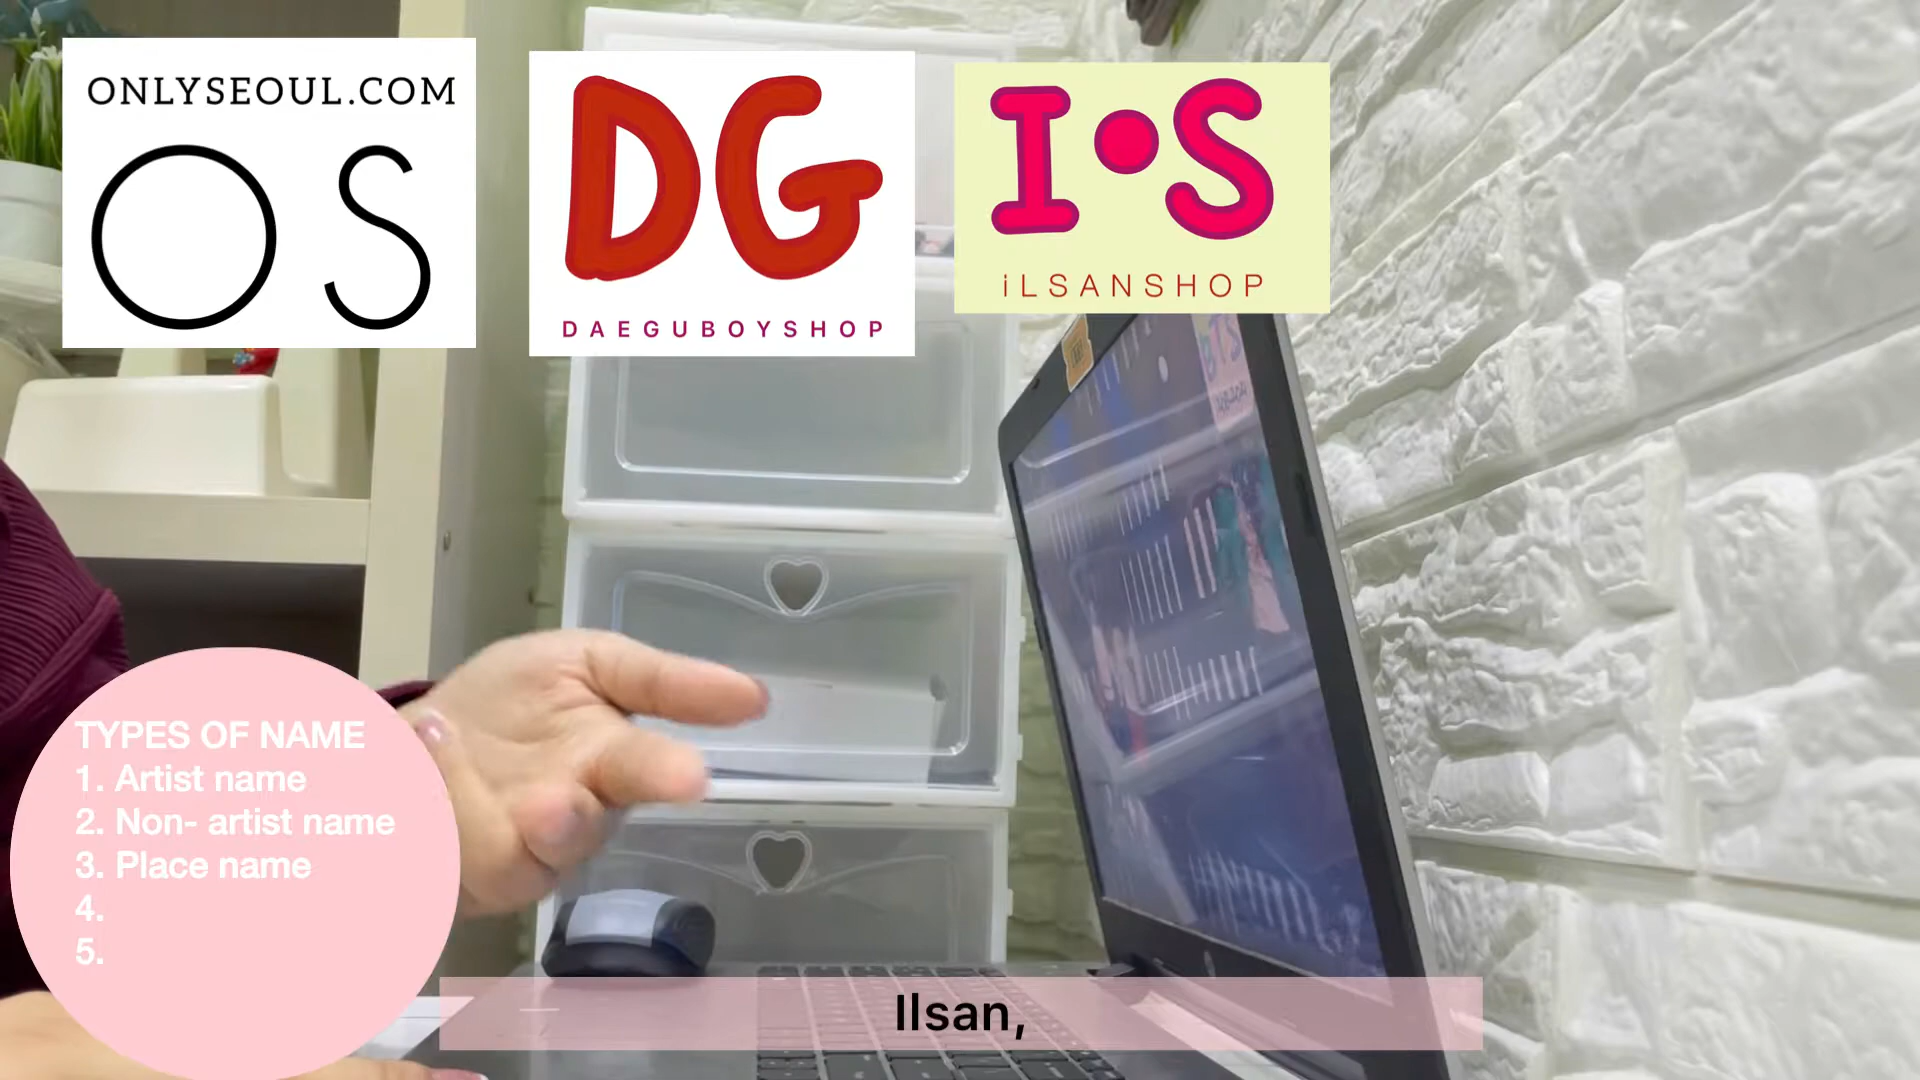 ONLYSEOUL.COM
OS
DG
DAEGUBOYSHOP
I•S
iLSANSHOP
TYPES OF NAME
1. Artist name
2. Non- artist name
3. Place name
4.
5.
Ilsan,